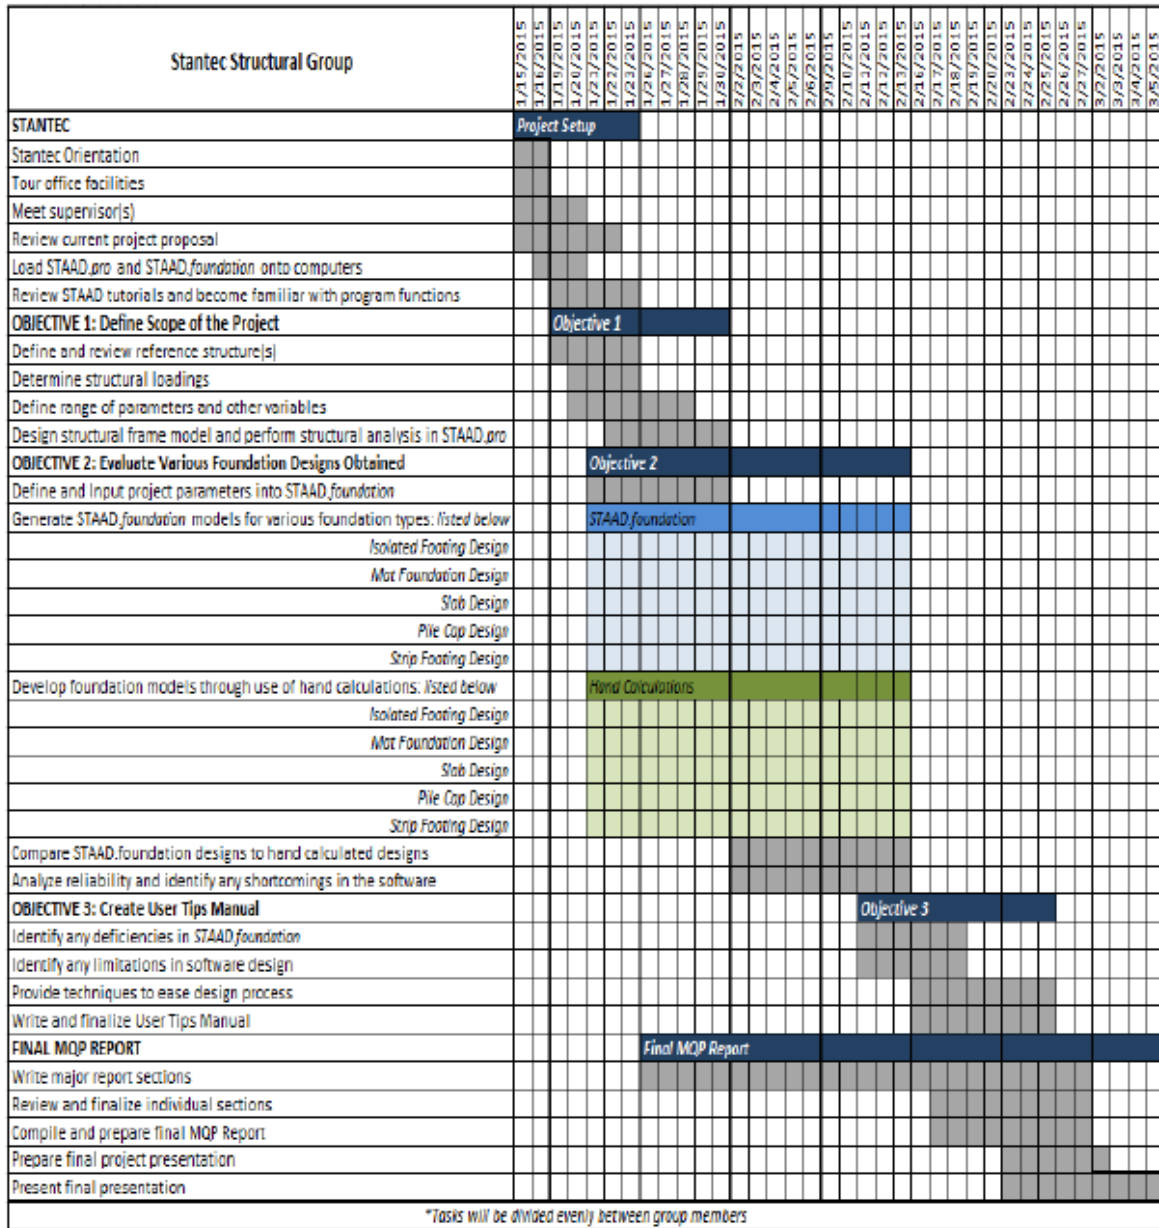 Stantec Structural Group
1/15/2015
1/16/2015
1/19/2015
1/20/2015
1/21/2015
1/22/2015
1/23/2015
1/26/2015
1/27/2015
1/28/2015
1/29/2015
1/30/2015
2/2/2015
2/3/2015
2/4/2015
2/5/2015
2/6/2015
2/9/2015
2/10/2015
2/11/2015
2/12/2015
2/13/2015
2/16/2015
2/17/2015
2/18/2015
2/19/2015
2/20/2015
2/23/2015
2/24/2015
2/25/2015
2/26/2015
2/27/2015
3/2/2015
3/3/2015
3/4/2015
3/5/2015
STANTEC Project Setup
Stantec Orientation
Tour office facilities
Meet supervisor(s)
Review current project proposal
Load STAAD.pro and STAAD.foundation onto computers
Review STAAD tutorials and become familiar with program functions
OBJECTIVE 1: Define Scope of the Project Objective 1
Define and review reference structure(s)
Determine structural loadings
Define range of parameters and other variables
Design structural frame model and perform structural analysis in STAAD.pro
OBJECTIVE 2: Evaluate Various Foundation Designs Obtained Objective 2
Define and Input project parameters into STAAD.foundation
Generate STAAD.foundation models for various foundation types: listed below STAAD.foundation
Isolated Footing Design
Mat Foundation Design
Slab Design
Pile Cap Design
Strip Footing Design
Develop foundation models through use of hand calculations: listed below Hand Calculations
Isolated Footing Design
Mat Foundation Design
Slab Design
Pile Cap Design
Strip Footing Design
Compare STAAD.foundation designs to hand calculated designs
Analyze reliability and identify any shortcomings in the software
OBJECTIVE 3: Create User Tips Manual Objective 3
Identify any deficiencies in STAAD.foundation
Identify any limitations in software design
Provide techniques to ease design process
Write and finalize User Tips Manual
FINAL MQP REPORT Final MQP Report
Write major report sections
Review and finalize individual sections
Compile and prepare final MQP Report
Prepare final project presentation
Present final presentation
*Tasks will be divided evenly between group members